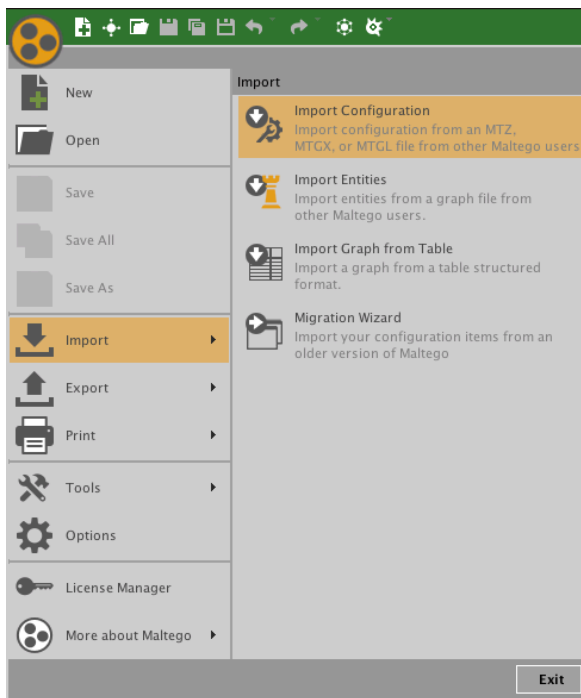 New
Open
Save
Save All
Save As
Import
Export
Print
Tools
Options
License Manager
More about Maltego
Import
Import Configuration
Import configuration from an MTZ,
MTGX, or MTGL file from other Maltego users
Import Entities
Import entities from a graph file from
other Maltego users.
Import Graph from Table
Import a graph from a table structured
format.
Migration Wizard
Import your configuration items from an
older version of Maltego
Exit